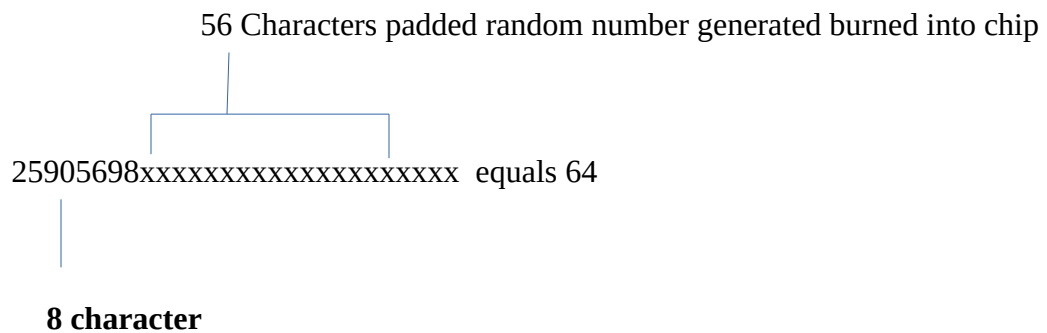 56 Characters padded random number generated burned into chip
25905698xxxxxxxxxxxxxxxxxxxx equals 64
8 character